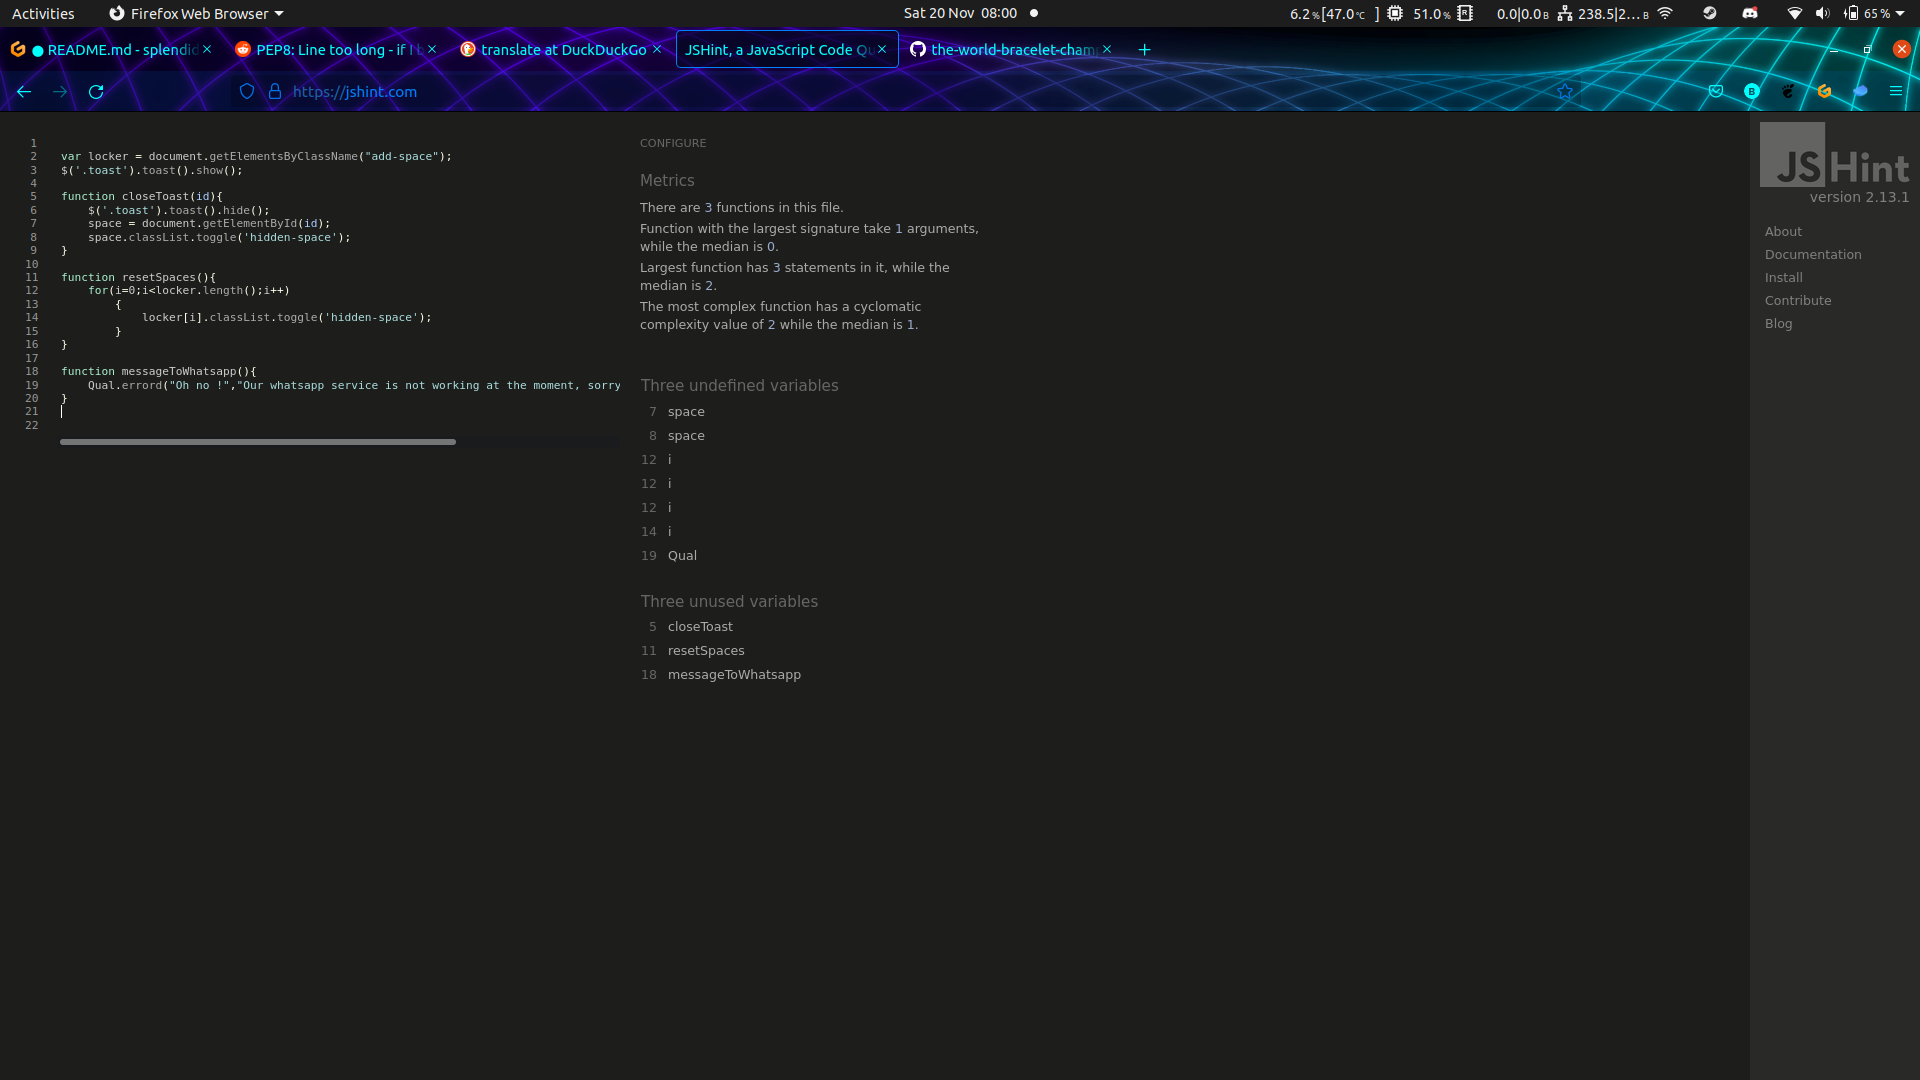 Activities Firefox Web Browser Sat 20 Nov 08:00 6.2% [47.0°C ] 51.0% R 0.0|0.0 B 238.5|2... B 65 %
README.md - splendid PEP8: Line too long - if I translate at DuckDuckGo JSHint, a JavaScript Code Qu the-world-bracelet-cham
https://jshint.com B
1
2 var locker = document.getElementsByClassName("add-space");
3 $('.toast').toast().show();
4
5 function closeToast(id){
6 $('.toast').toast().hide();
7 space = document.getElementById(id);
8 space.classList.toggle('hidden-space');
9 }
10
11 function resetSpaces(){
12 for(i=0;i<locker.length();i++)
13 {
14 locker[i].classList.toggle('hidden-space');
15 }
16 }
17
18 function messageToWhatsapp(){
19 Qual.errord("Oh no !","Our whatsapp service is not working at the moment, sorry
20 }
21
22
CONFIGURE
Metrics
There are 3 functions in this file.
Function with the largest signature take 1 arguments,
while the median is 0.
Largest function has 3 statements in it, while the
median is 2.
The most complex function has a cyclomatic
complexity value of 2 while the median is 1.
Three undefined variables
7 space
8 space
12 i
12 i
12 i
14 i
19 Qual
Three unused variables
5 closeToast
11 resetSpaces
18 messageToWhatsapp
JSHint
version 2.13.1
About
Documentation
Install
Contribute
Blog